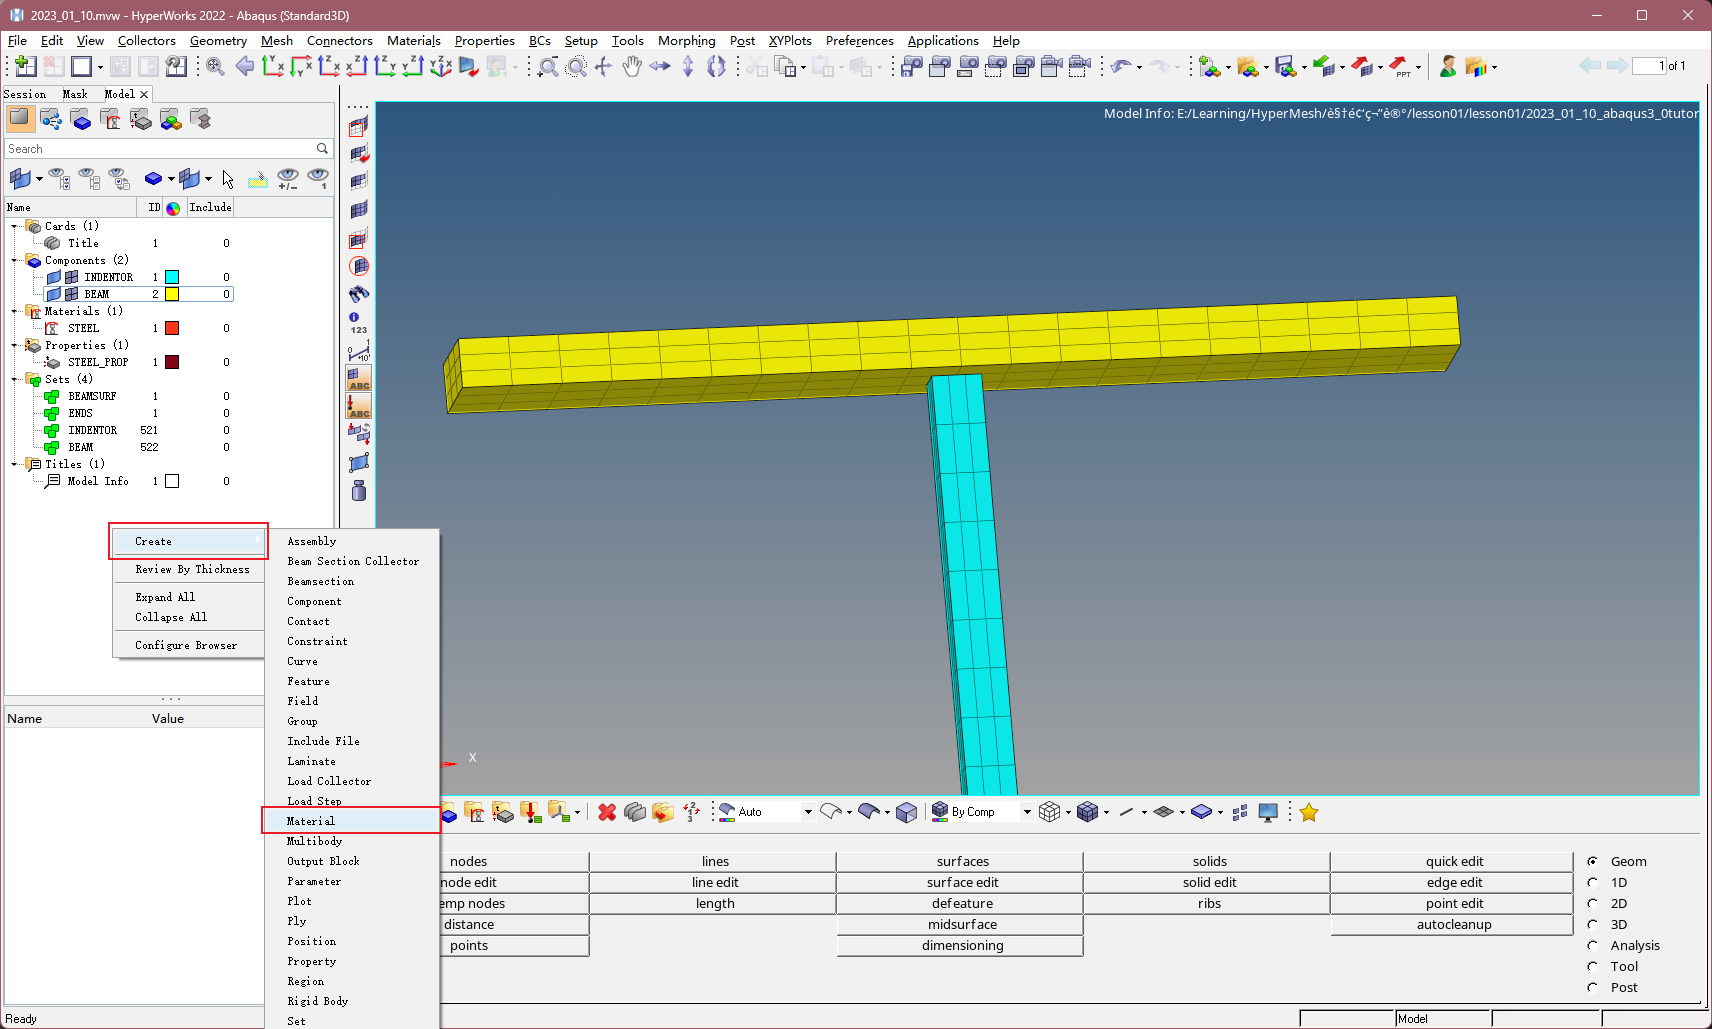 2023_01_10.mvw - HyperWorks 2022 - Abaqus (Standard3D)
File Edit View Collectors Geometry Mesh Connectors Materials Properties BCs Setup Tools Morphing Post XYPlots Preferences Applications Help
1 of 1
Session Mask Model
Search
Name ID Include
Cards (1)
Title 1 0
Components (2)
INDENTOR 1 0
BEAM 2 0
Materials (1)
STEEL 1 0
Properties (1)
STEEL_PROP 1 0
Sets (4)
BEAMSURF 1 0
ENDS 1 0
INDENTOR 521 0
BEAM 522 0
Titles (1)
Model Info 1 0
Model Info: E:/Learning/HyperMesh/è§†é¢‘ç¬”è®°/lesson01/lesson01/2023_01_10_abaqus3_0tutor
123
ABC
ABC
Create
Review By Thickness
Expand All
Collapse All
Configure Browser
Assembly
Beam Section Collector
Beamsection
Component
Contact
Constraint
Curve
Feature
Field
Group
Include File
Laminate
Load Collector
Load Step
Material
Multibody
Output Block
Parameter
Plot
Ply
Position
Property
Region
Rigid Body
Set
Name Value
X
Auto By Comp
nodes lines surfaces solids quick edit Geom
node edit line edit surface edit solid edit edge edit 1D
emp nodes length defeature ribs point edit 2D
distance midsurface autocleanup 3D
points dimensioning Analysis
Tool
Post
Ready Model